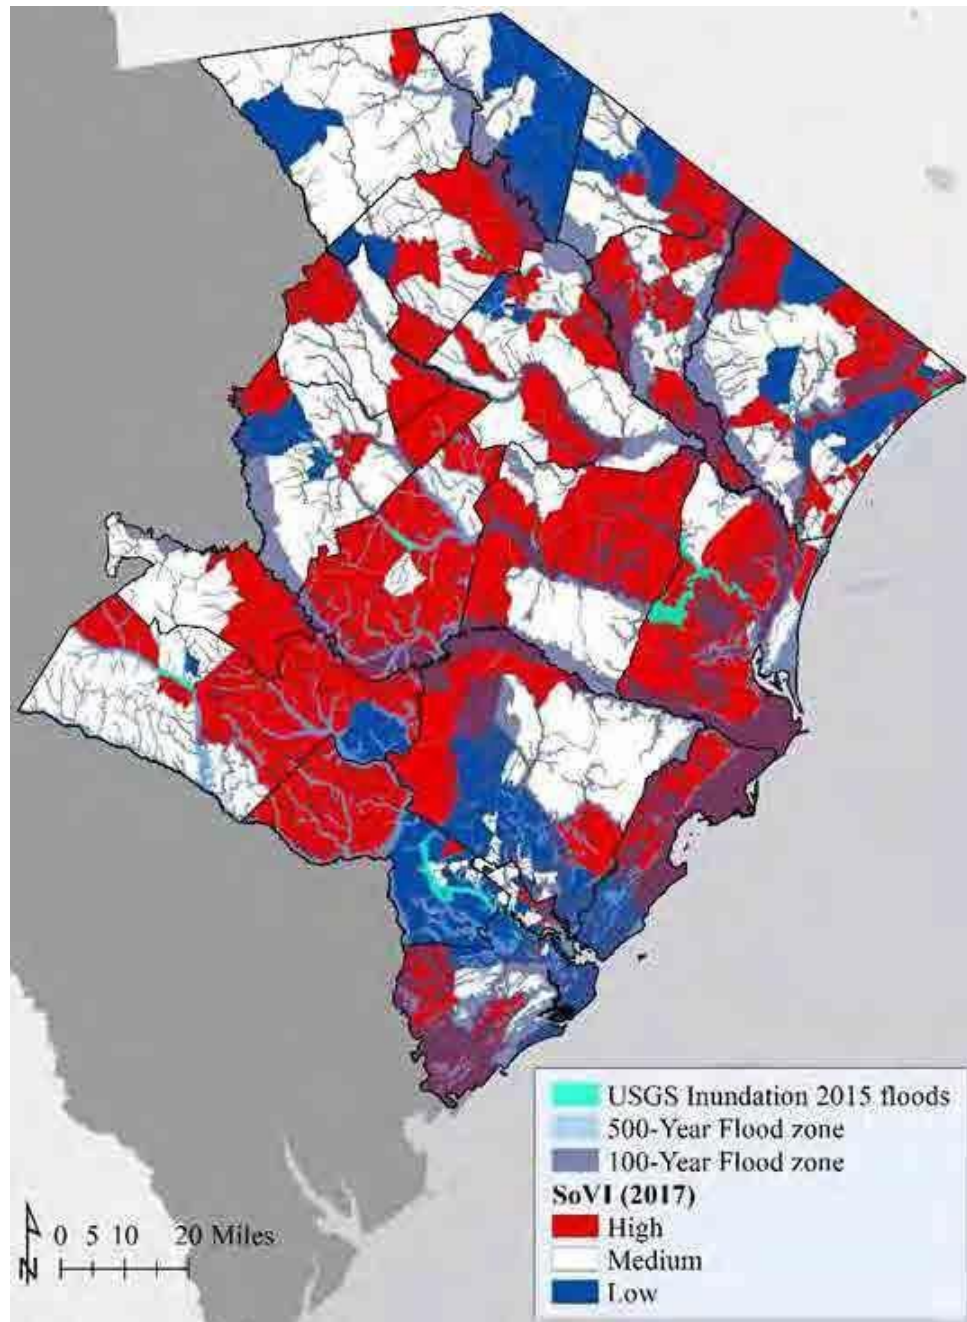 USGS Inundation 2015 floods
500-Year Flood zone
100-Year Flood zone
SoVI (2017)
High
Medium
Low
N
0 5 10 20 Miles